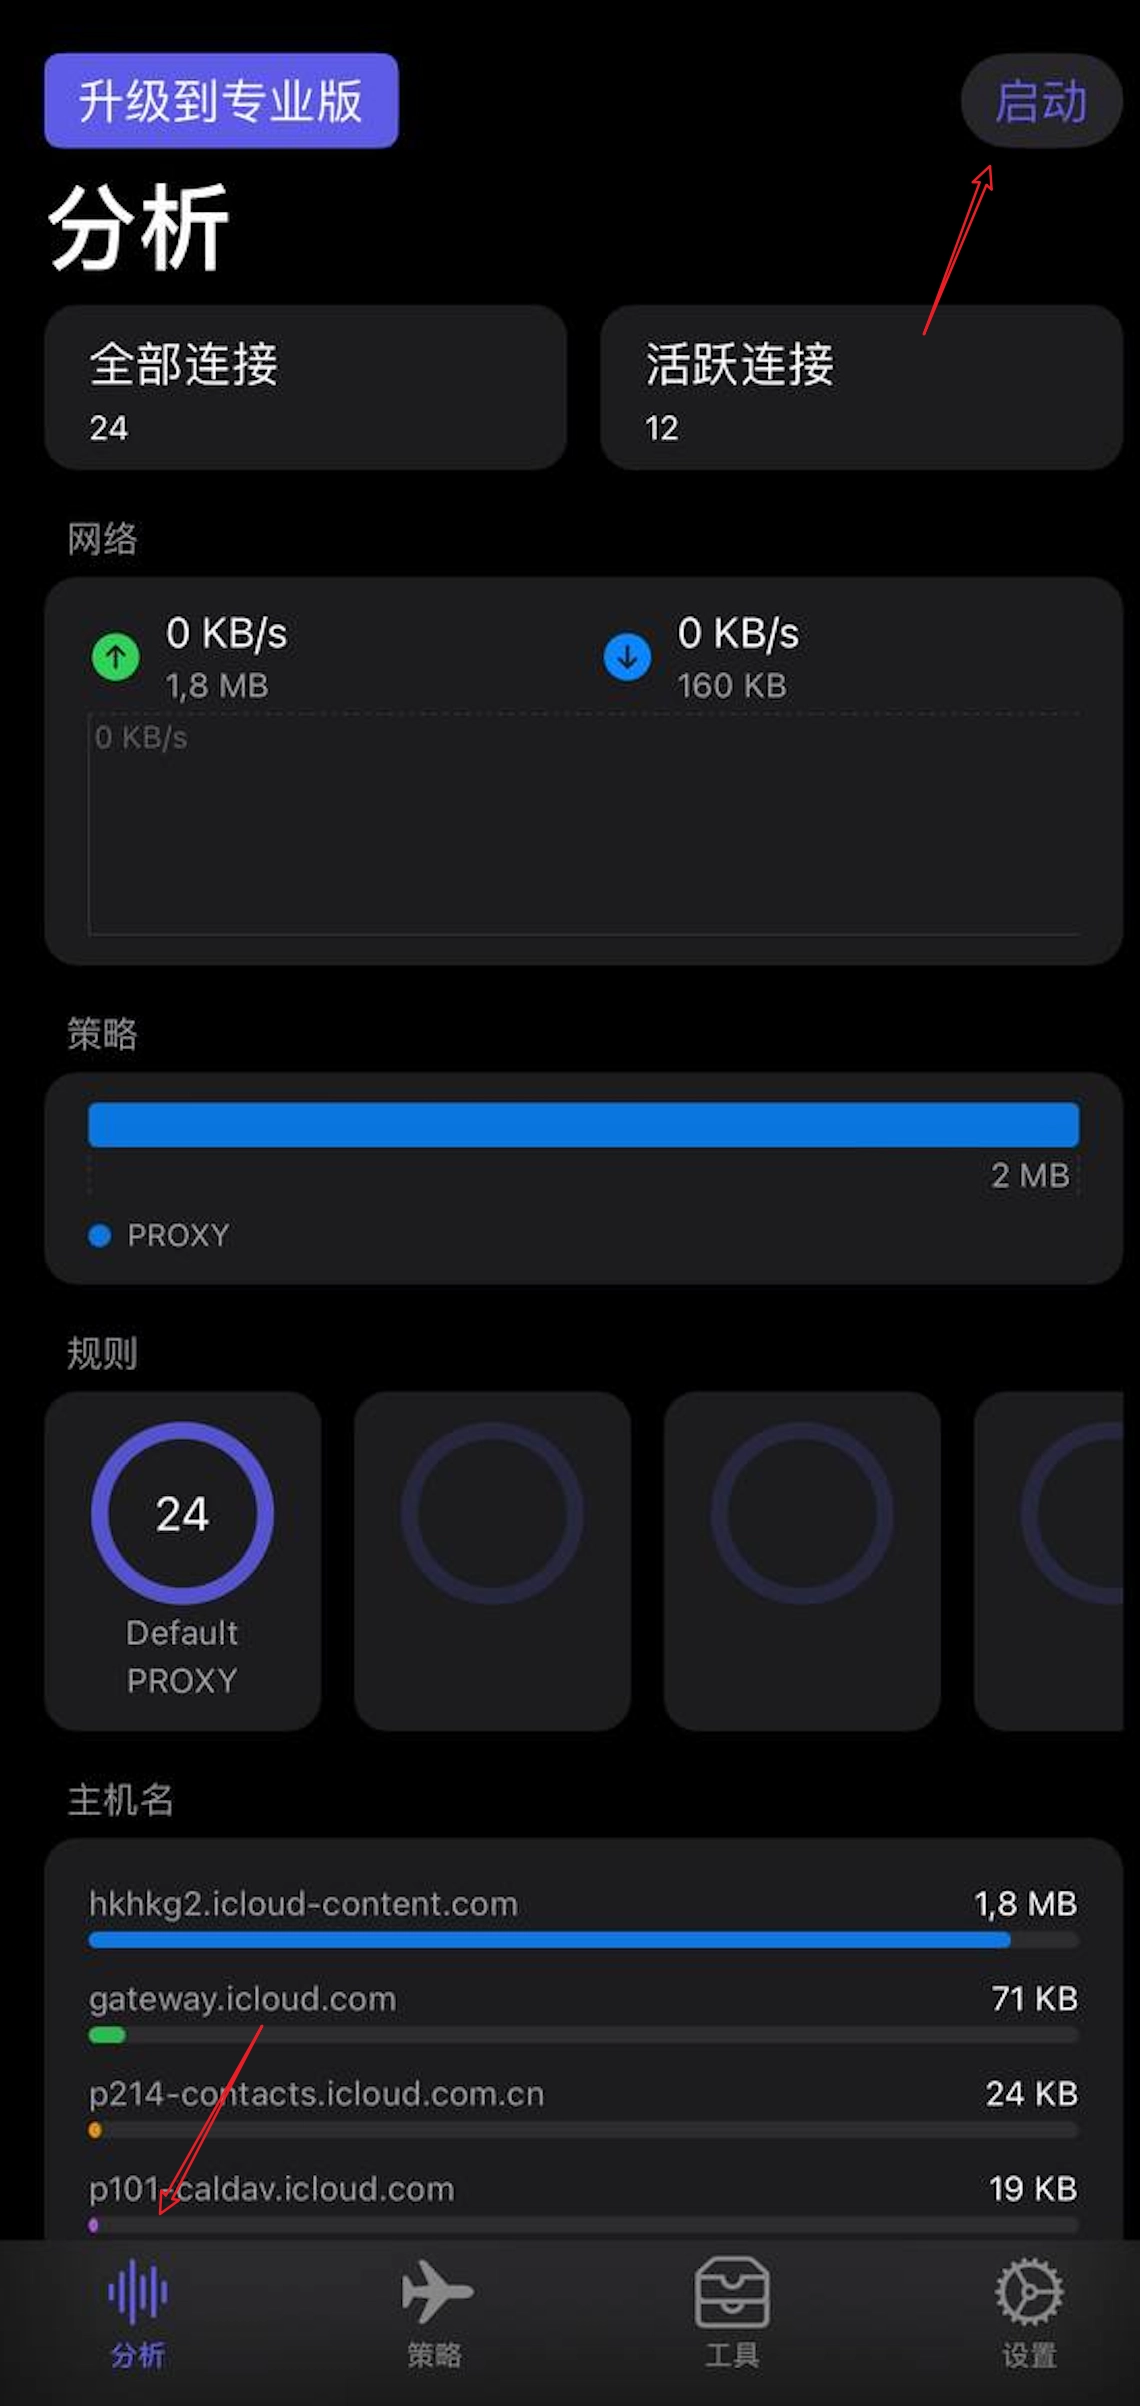 升级到专业版
启动
分析
全部连接
24
活跃连接
12
网络
0 KB/s
1,8 MB
0 KB/s
160 KB
0 KB/s
策略
2 MB
PROXY
规则
24
Default
PROXY
主机名
hkhkg2.icloud-content.com
1,8 MB
gateway.icloud.com
71 KB
p214-contacts.icloud.com.cn
24 KB
p101-caldav.icloud.com
19 KB
分析
策略
工具
设置